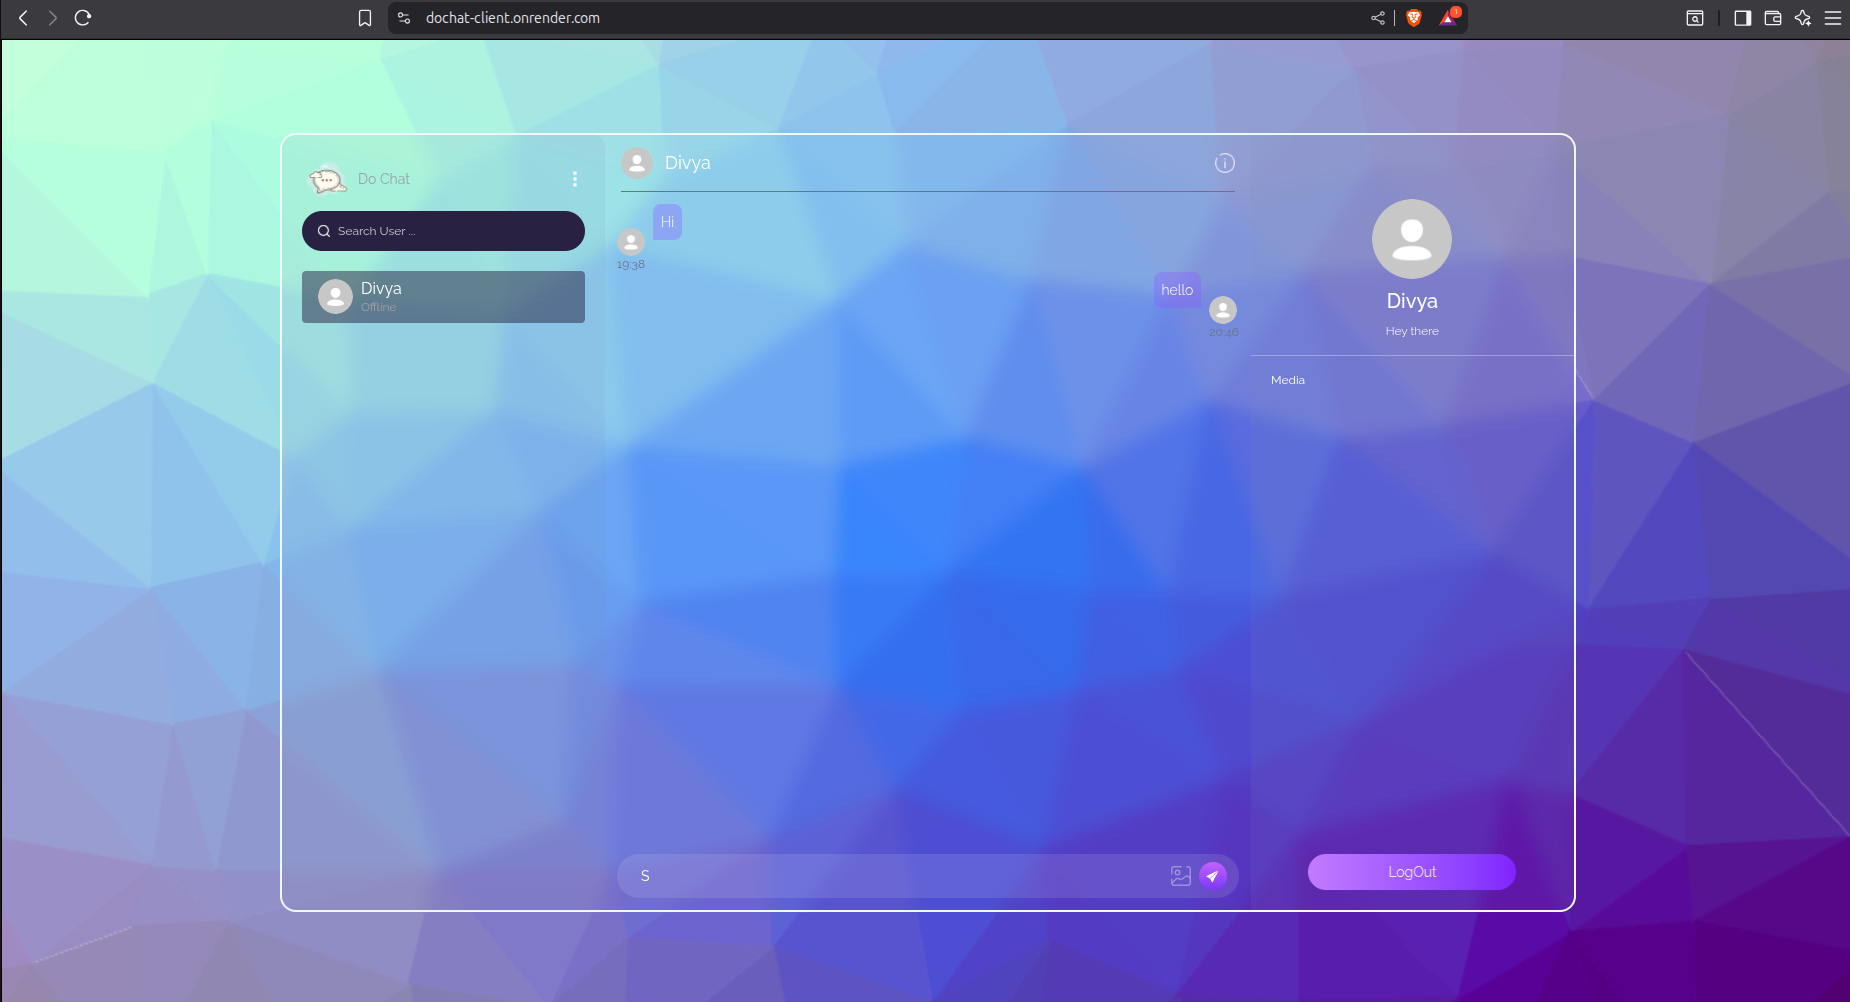 dochat-client.onrender.com
1
Do Chat
Search User ...
Divya
Offline
Divya
Hi
19:38
hello
20:46
S
Divya
Hey there
Media
LogOut